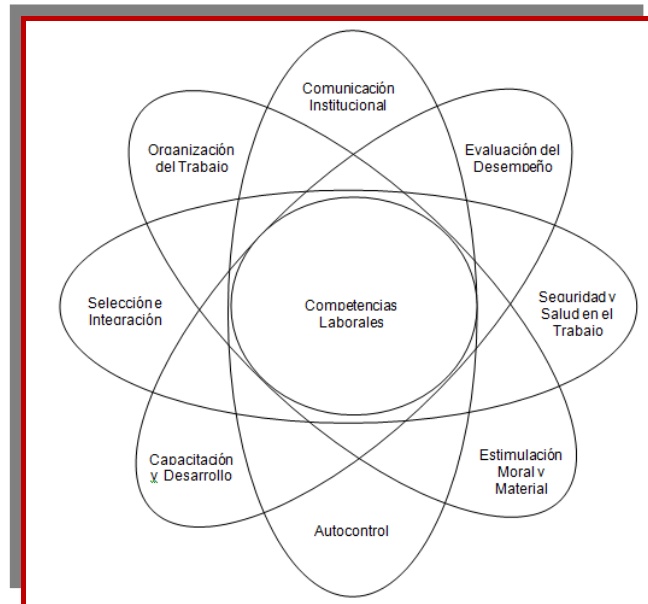 Comunicación
Institucional
Organización
del Trabajo
Evaluación del
Desempeño
Selección e
Integración
Competencias
Laborales
Seguridad y
Salud en el
Trabajo
Capacitación
y Desarrollo
Estimulación
Moral y
Material
Autocontrol